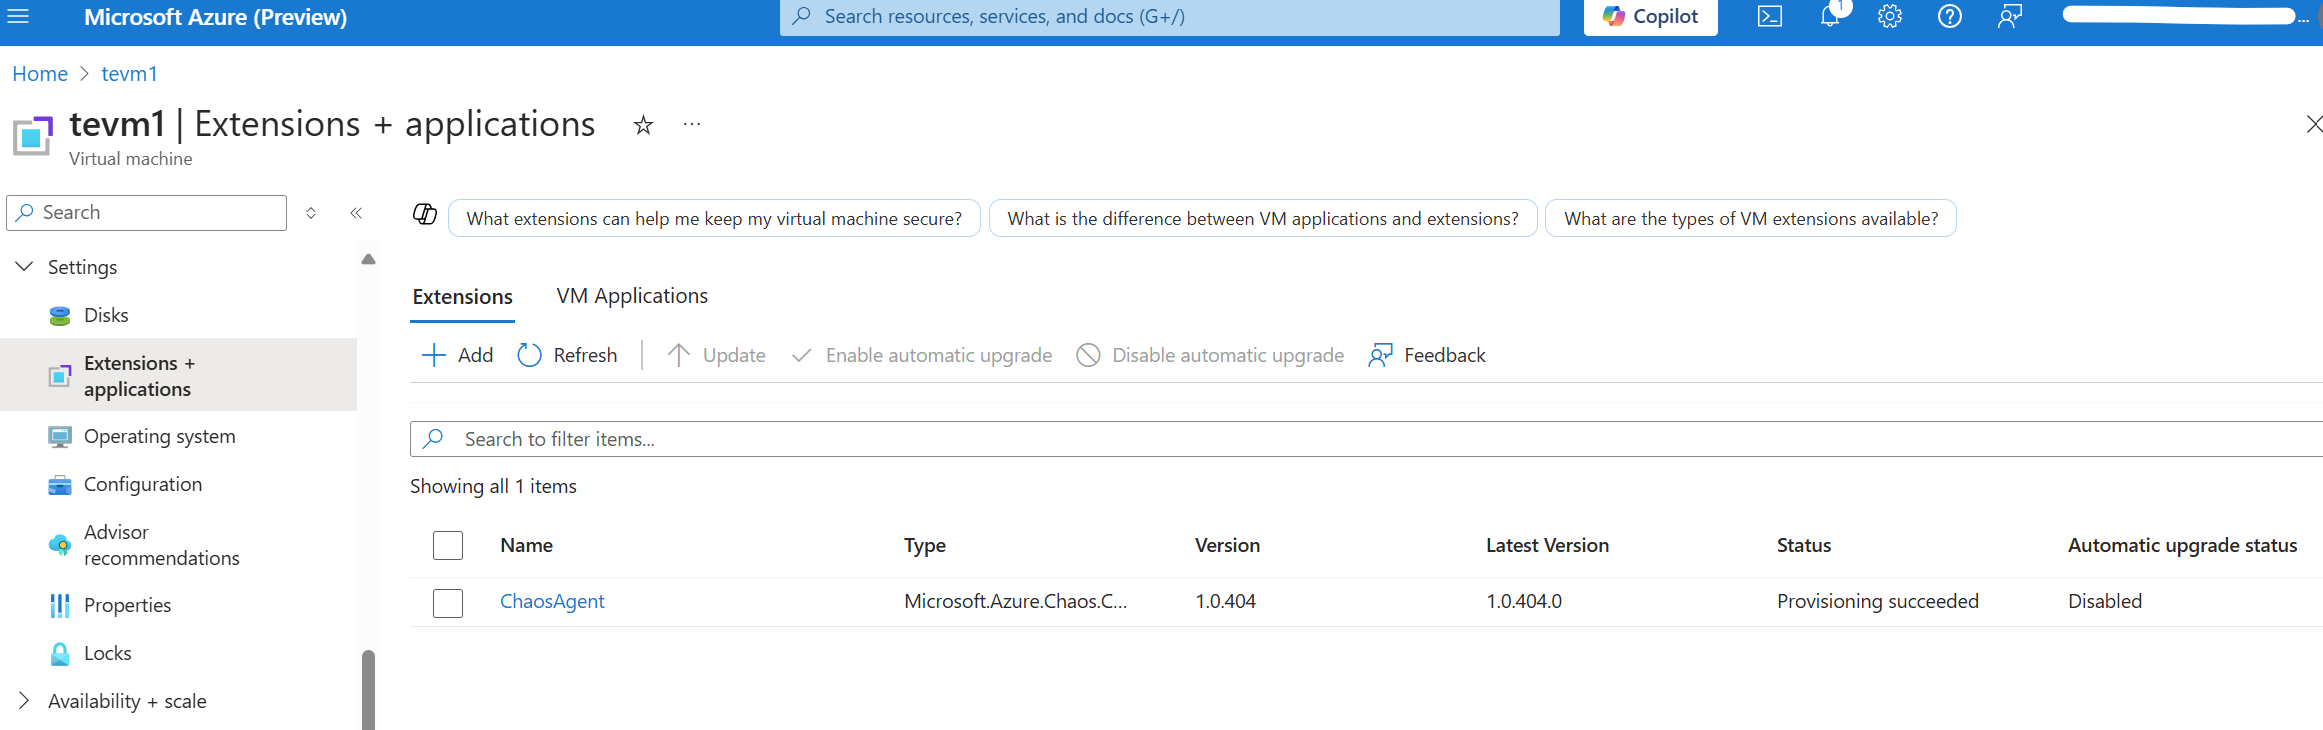 Microsoft Azure (Preview)
Search resources, services, and docs (G+/)
Copilot
1
...
Home > tevm1
tevm1 | Extensions + applications
Virtual machine
Search
What extensions can help me keep my virtual machine secure?
What is the difference between VM applications and extensions?
What are the types of VM extensions available?
Settings
Disks
Extensions +
applications
Operating system
Configuration
Advisor
recommendations
Properties
Locks
Availability + scale
Extensions
VM Applications
Add
Refresh
Update
Enable automatic upgrade
Disable automatic upgrade
Feedback
Search to filter items...
Showing all 1 items
Name Type Version Latest Version Status Automatic upgrade status
ChaosAgent Microsoft.Azure.Chaos.C... 1.0.404 1.0.404.0 Provisioning succeeded Disabled